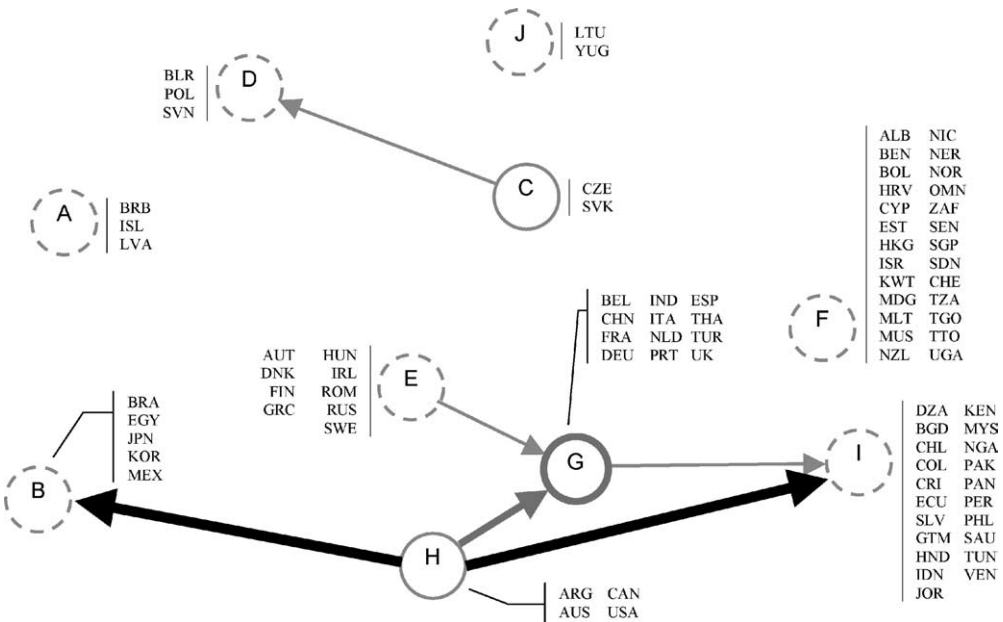 J
LTU
YUG
D
BLR
POL
SVN
C
CZE
SVK
A
BRB
ISL
LVA
ALB NIC
BEN NER
BOL NOR
HRV OMN
CYP ZAF
EST SEN
HKG SGP
ISR SDN
KWT CHE
MDG TZA
MLT TGO
MUS TTO
NZL UGA
F
BEL IND ESP
CHN ITA THA
FRA NLD TUR
DEU PRT UK
AUT HUN
DNK IRL
FIN ROM
GRC RUS
SWE
E
BRA
EGY
JPN
KOR
MEX
B
G
I
DZA KEN
BGD MYS
CHL NGA
COL PAK
CRI PAN
ECU PER
SLV PHL
GTM SAU
HND TUN
IDN VEN
JOR
H
ARG CAN
AUS USA